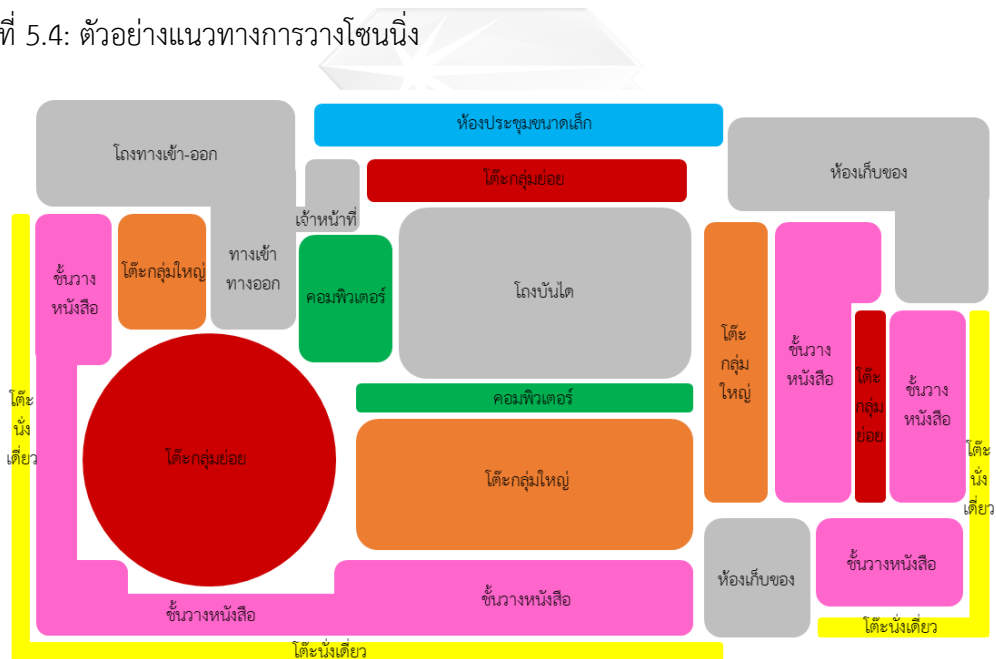 ที่ 5.4: ตัวอย่างแนวทางการวางโซนนิ่ง
ห้องประชุมขนาดเล็ก
โถงทางเข้า-ออก
ห้องเก็บของ
โต๊ะกลุ่มย่อย
เจ้าหน้าที่
ชั้นวาง
หนังสือ
โต๊ะกลุ่มใหญ่
ทางเข้า
ทางออก
คอมพิวเตอร์
โถงบันได
โต๊ะ
กลุ่ม
ใหญ่
ชั้นวาง
หนังสือ
โต๊ะ
กลุ่ม
ย่อย
ชั้นวาง
หนังสือ
โต๊ะ
นั่ง
เดี่ยว
คอมพิวเตอร์
โต๊ะกลุ่มย่อย
โต๊ะกลุ่มใหญ่
โต๊ะ
นั่ง
เดี่ยว
ห้องเก็บของ
ชั้นวางหนังสือ
ชั้นวางหนังสือ
ชั้นวางหนังสือ
โต๊ะนั่งเดี่ยว
โต๊ะนั่งเดี่ยว